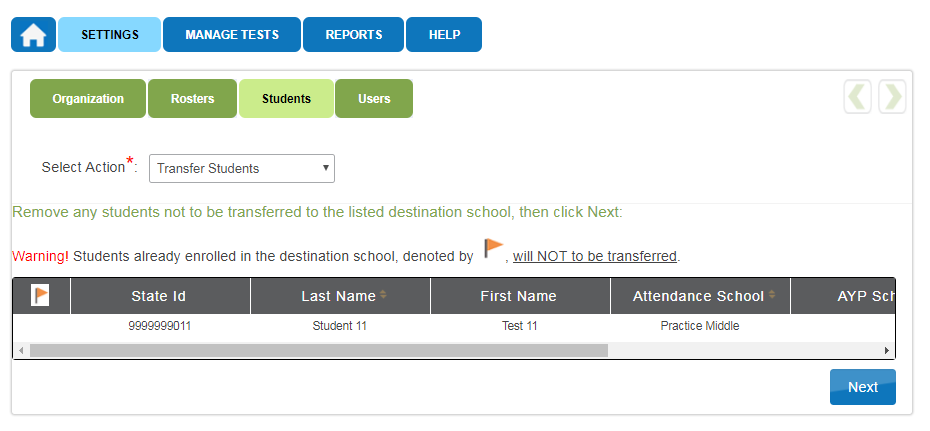 SETTINGS MANAGE TESTS REPORTS HELP
Organization Rosters Students Users
Select Action*: Transfer Students
Remove any students not to be transferred to the listed destination school, then click Next:
Warning! Students already enrolled in the destination school, denoted by , will NOT to be transferred.
State Id Last Name First Name Attendance School AYP Sch
9999999011 Student 11 Test 11 Practice Middle
Next